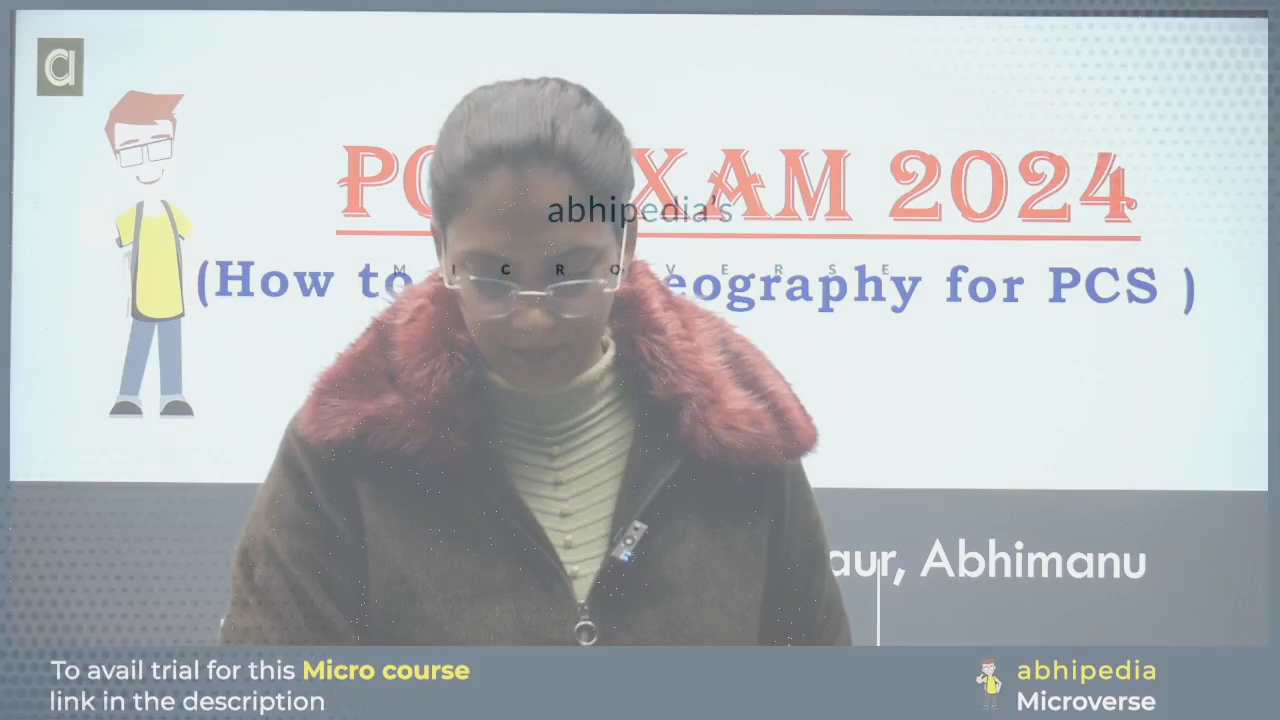 a
PC XAM 2024
abhipedia's
M I C R O V E R S E
(How to eography for PCS )
aur, Abhimanu
To avail trial for this Micro course
link in the description
abhipedia
Microverse